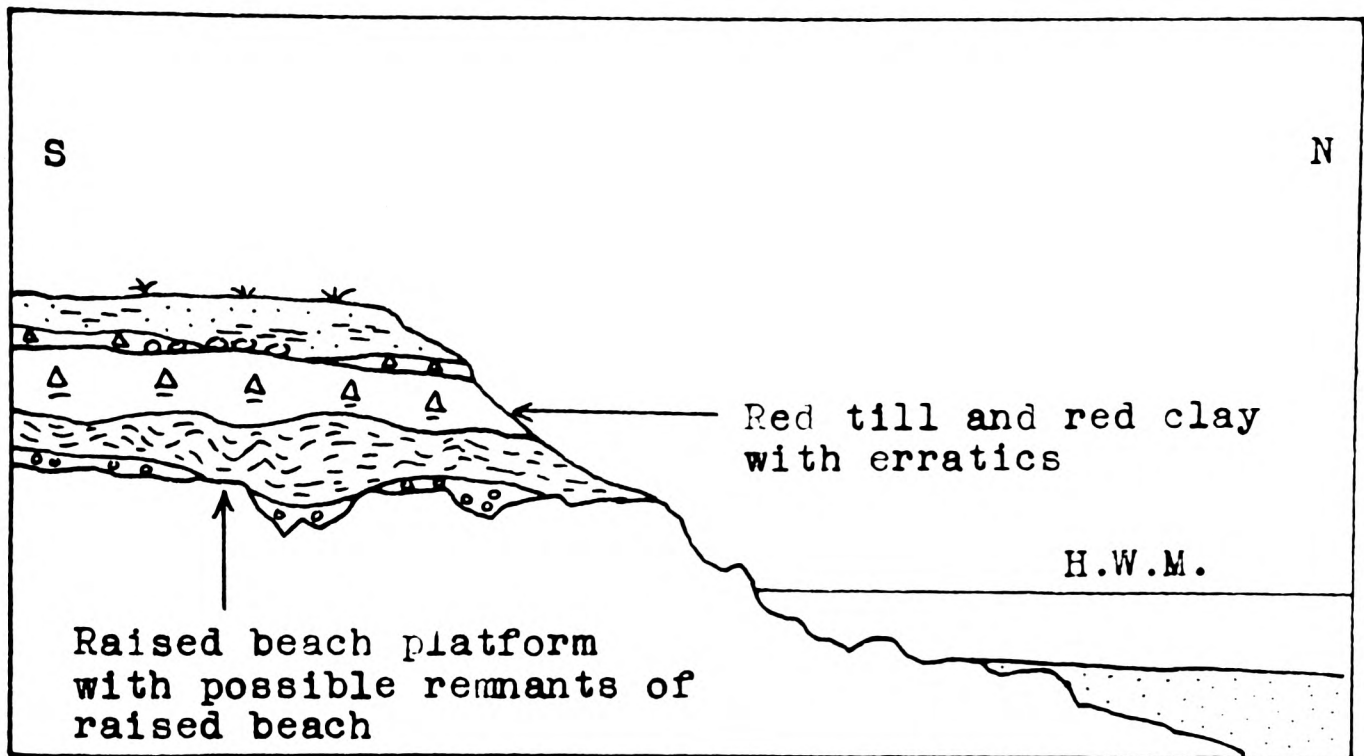 S N
Red till and red clay
with erratics
H.W.M.
Raised beach platform
with possible remnants of
raised beach